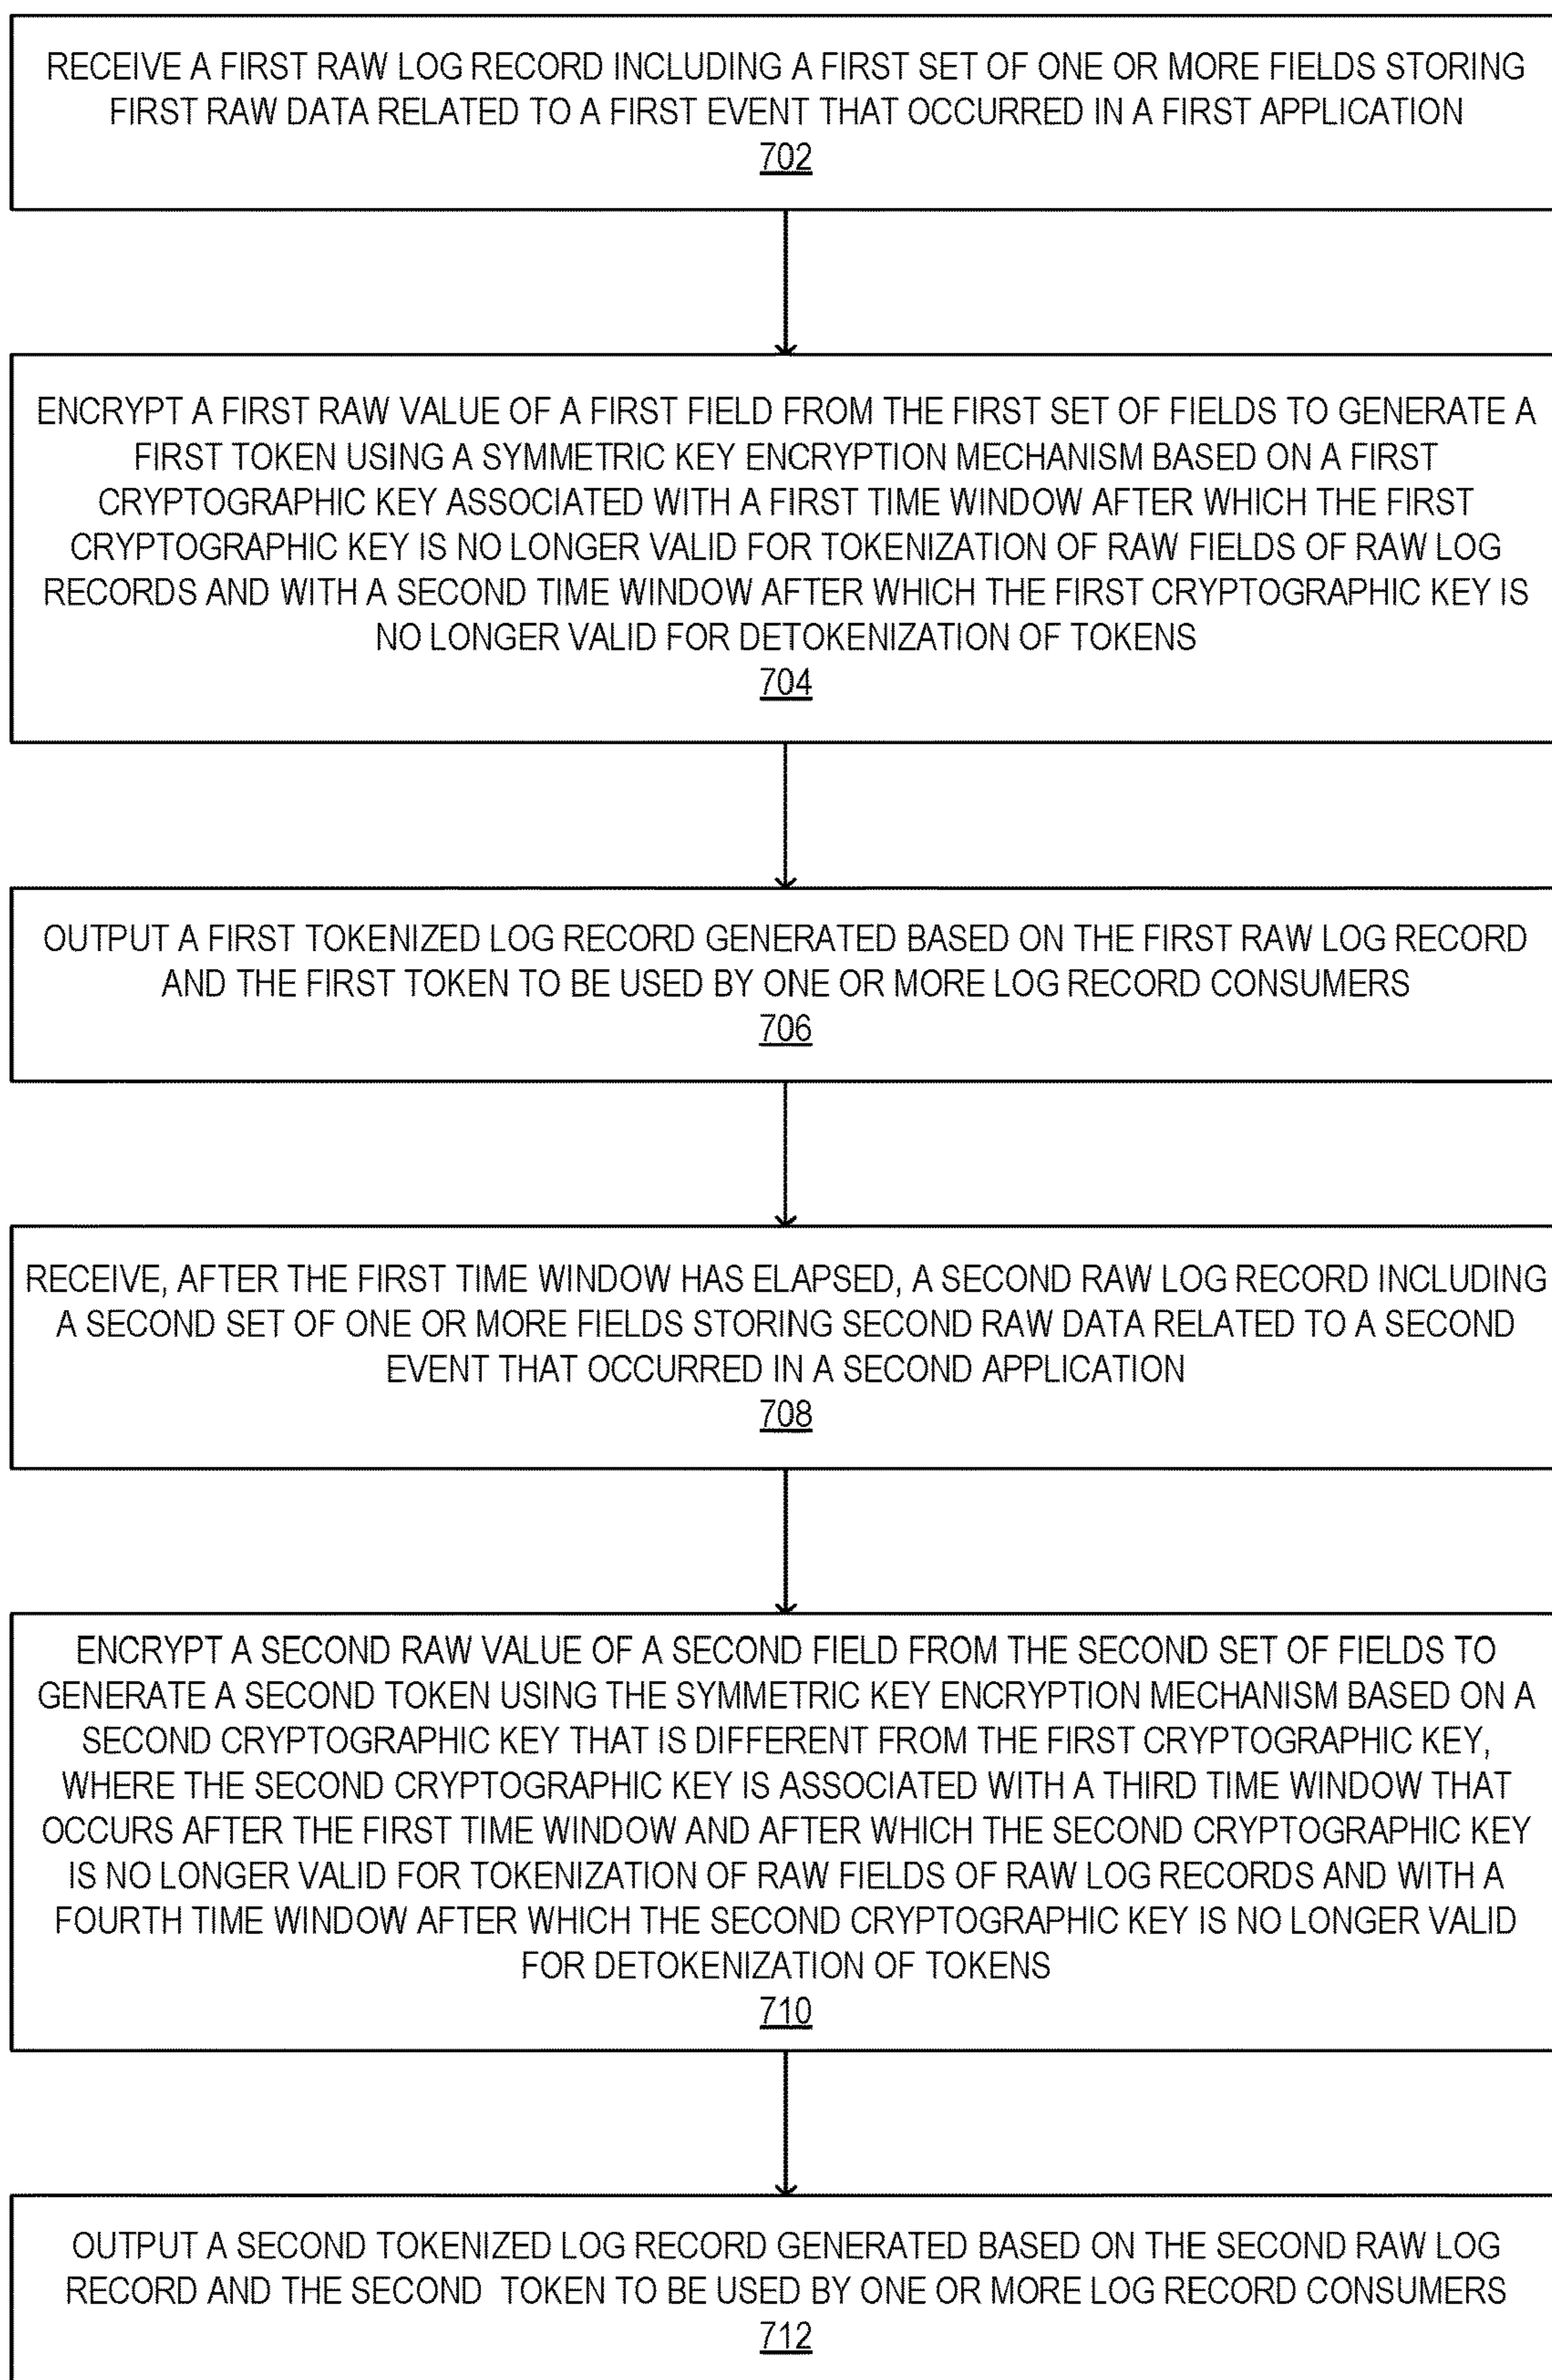 RECEIVE A FIRST RAW LOG RECORD INCLUDING A FIRST SET OF ONE OR MORE FIELDS STORING
FIRST RAW DATA RELATED TO A FIRST EVENT THAT OCCURRED IN A FIRST APPLICATION
702
ENCRYPT A FIRST RAW VALUE OF A FIRST FIELD FROM THE FIRST SET OF FIELDS TO GENERATE A
FIRST TOKEN USING A SYMMETRIC KEY ENCRYPTION MECHANISM BASED ON A FIRST
CRYPTOGRAPHIC KEY ASSOCIATED WITH A FIRST TIME WINDOW AFTER WHICH THE FIRST
CRYPTOGRAPHIC KEY IS NO LONGER VALID FOR TOKENIZATION OF RAW FIELDS OF RAW LOG
RECORDS AND WITH A SECOND TIME WINDOW AFTER WHICH THE FIRST CRYPTOGRAPHIC KEY IS
NO LONGER VALID FOR DETOKENIZATION OF TOKENS
704
OUTPUT A FIRST TOKENIZED LOG RECORD GENERATED BASED ON THE FIRST RAW LOG RECORD
AND THE FIRST TOKEN TO BE USED BY ONE OR MORE LOG RECORD CONSUMERS
706
RECEIVE, AFTER THE FIRST TIME WINDOW HAS ELAPSED, A SECOND RAW LOG RECORD INCLUDING
A SECOND SET OF ONE OR MORE FIELDS STORING SECOND RAW DATA RELATED TO A SECOND
EVENT THAT OCCURRED IN A SECOND APPLICATION
708
ENCRYPT A SECOND RAW VALUE OF A SECOND FIELD FROM THE SECOND SET OF FIELDS TO
GENERATE A SECOND TOKEN USING THE SYMMETRIC KEY ENCRYPTION MECHANISM BASED ON A
SECOND CRYPTOGRAPHIC KEY THAT IS DIFFERENT FROM THE FIRST CRYPTOGRAPHIC KEY,
WHERE THE SECOND CRYPTOGRAPHIC KEY IS ASSOCIATED WITH A THIRD TIME WINDOW THAT
OCCURS AFTER THE FIRST TIME WINDOW AND AFTER WHICH THE SECOND CRYPTOGRAPHIC KEY
IS NO LONGER VALID FOR TOKENIZATION OF RAW FIELDS OF RAW LOG RECORDS AND WITH A
FOURTH TIME WINDOW AFTER WHICH THE SECOND CRYPTOGRAPHIC KEY IS NO LONGER VALID
FOR DETOKENIZATION OF TOKENS
710
OUTPUT A SECOND TOKENIZED LOG RECORD GENERATED BASED ON THE SECOND RAW LOG
RECORD AND THE SECOND  TOKEN TO BE USED BY ONE OR MORE LOG RECORD CONSUMERS
712